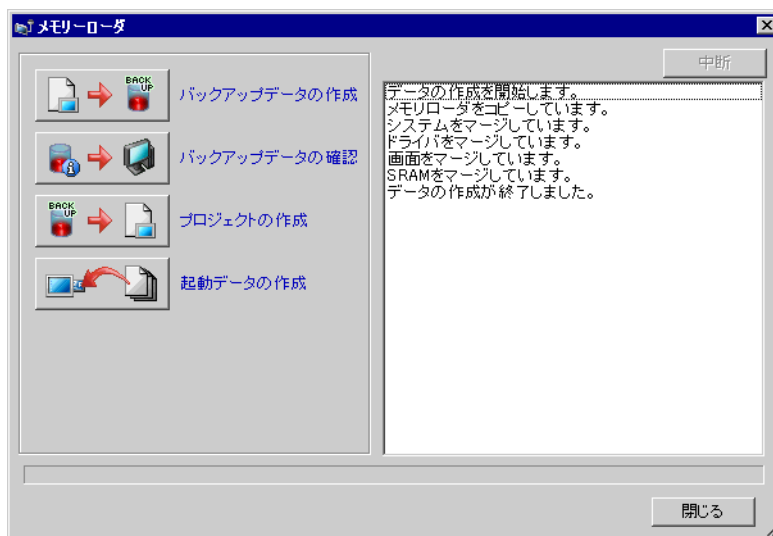 メモリーローダ
中断
BACK UP
バックアップデータの作成
バックアップデータの確認
BACK UP
プロジェクトの作成
起動データの作成
データの作成を開始します。
メモリローダをコピーしています。
システムをマージしています。
ドライバをマージしています。
画面をマージしています。
SRAMをマージしています。
データの作成が終了しました。
閉じる